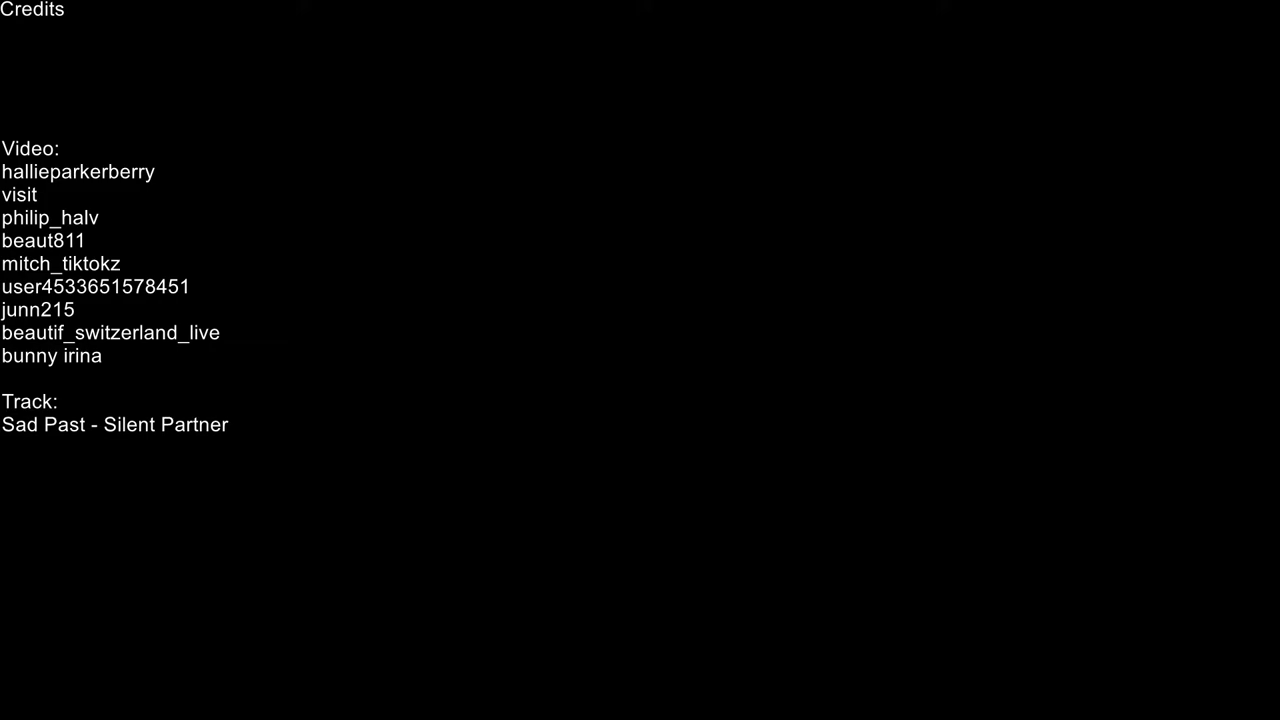 Credits
Video:
hallieparkerberry
visit
philip_halv
beaut811
mitch_tiktokz
user4533651578451
junn215
beautif_switzerland_live
bunny irina
Track:
Sad Past - Silent Partner